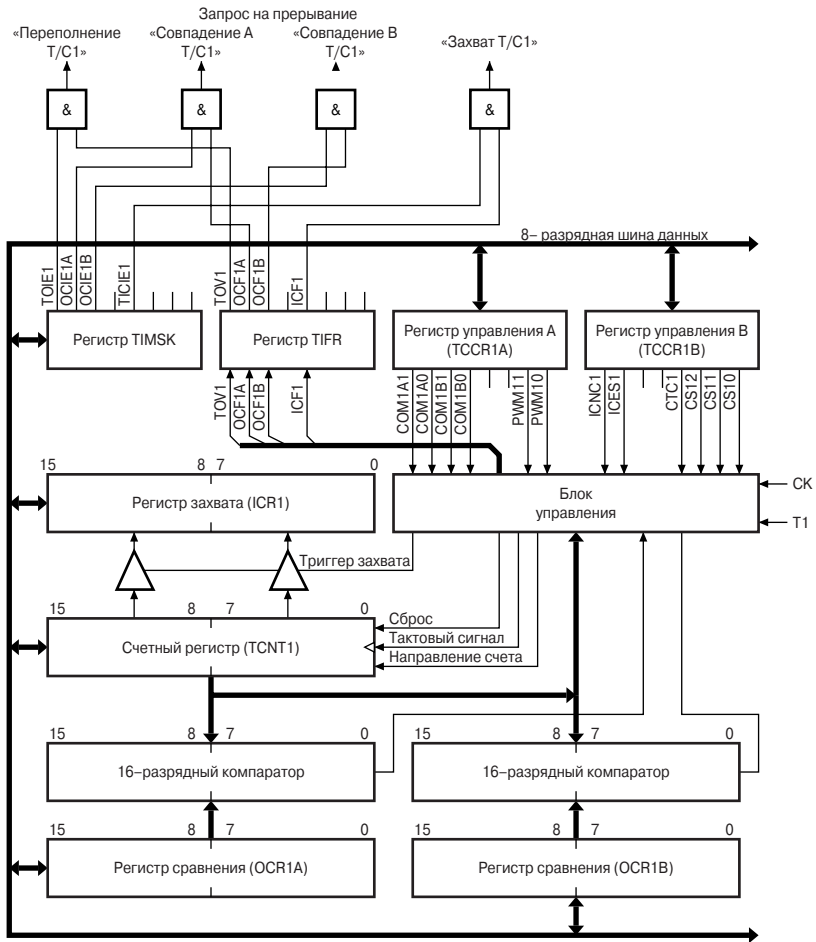 Запрос на прерывание
«Переполнение
T/C1»
«Совпадение A
T/C1»
«Совпадение B
T/C1»
«Захват T/C1»
&
&
&
&
8– разрядная шина данных
TOIE1
OCIE1A
OCIE1B
TICIE1
TOV1
OCF1A
OCF1B
ICF1
Регистр TIMSK
Регистр TIFR
Регистр управления A
(TCCR1A)
Регистр управления B
(TCCR1B)
TOV1
OCF1A
OCF1B
ICF1
COM1A1
COM1A0
COM1B1
COM1B0
PWM11
PWM10
ICNC1
ICES1
CTC1
CS12
CS11
CS10
15 8 7 0
Регистр захвата (ICR1)
Блок
управления
CK
T1
Триггер захвата
15 8 7 0
Счетный регистр (TCNT1)
Сброс
Тактовый сигнал
Направление счета
15 8 7 0
16–разрядный компаратор
15 8 7 0
16–разрядный компаратор
15 8 7 0
Регистр сравнения (OCR1A)
15 8 7 0
Регистр сравнения (OCR1B)